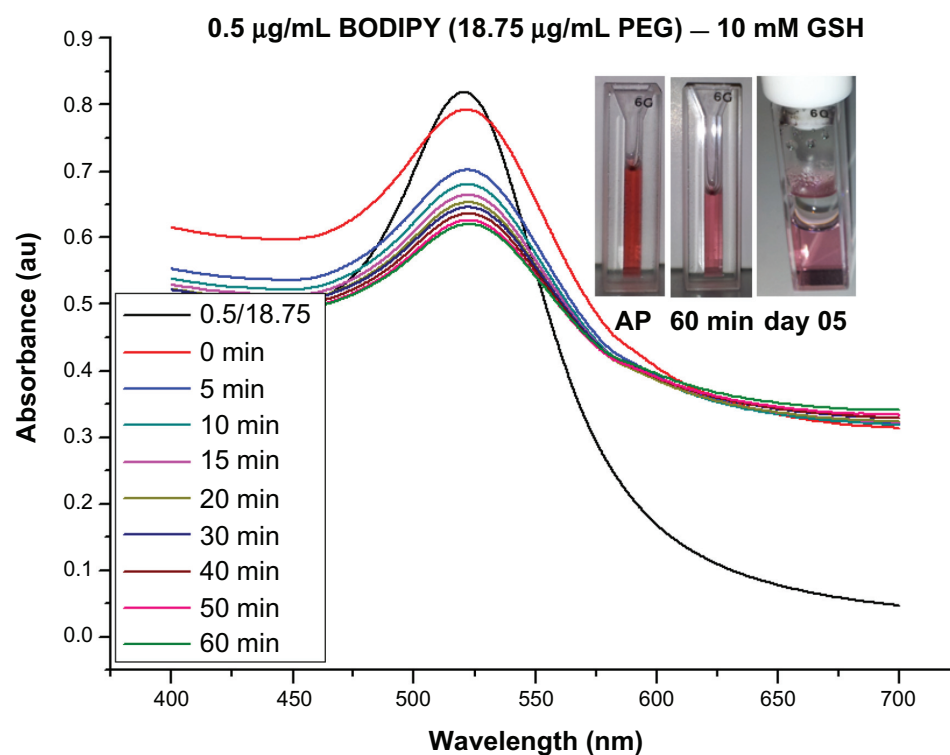 0.5 μg/mL BODIPY (18.75 μg/mL PEG) — 10 mM GSH
0.9
0.8
0.7
0.6
0.5
0.4
0.3
0.2
0.1
0.0
Absorbance (au)
6G
6G
6G
AP 60 min day 05
0.5/18.75
0 min
5 min
10 min
15 min
20 min
30 min
40 min
50 min
60 min
400 450 500 550 600 650 700
Wavelength (nm)